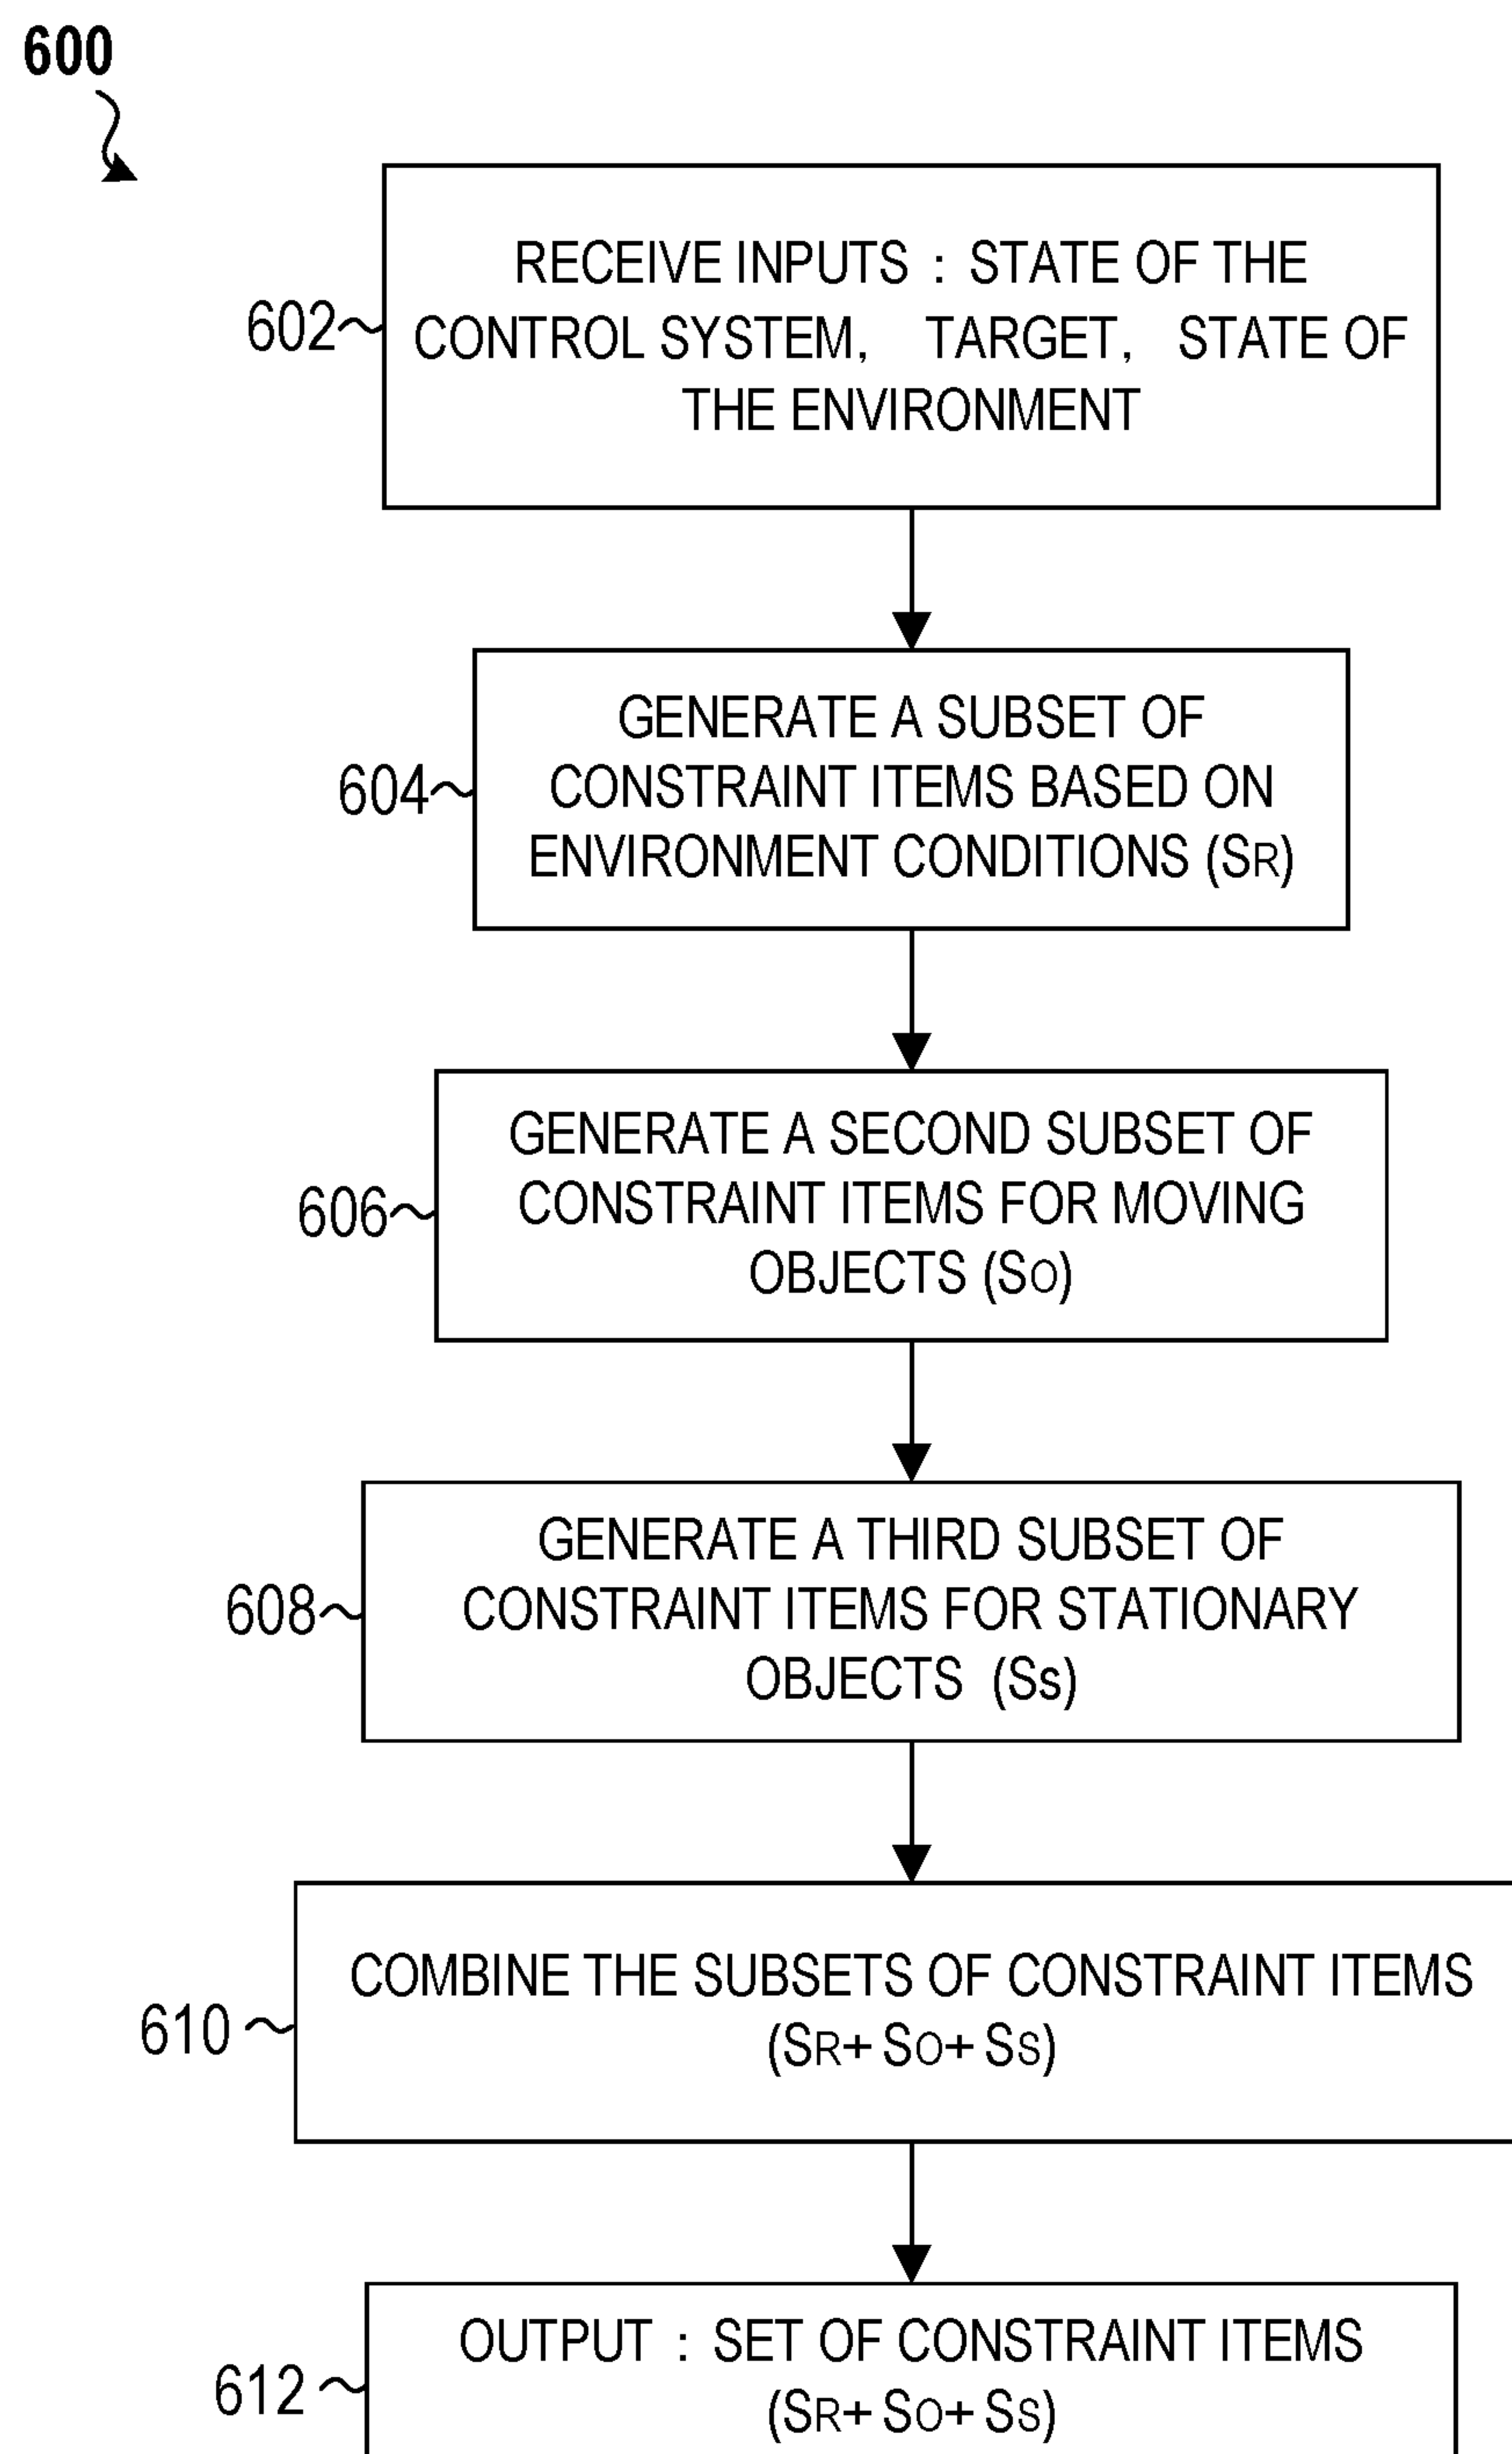 600
602
RECEIVE INPUTS : STATE OF THE
CONTROL SYSTEM, TARGET, STATE OF
THE ENVIRONMENT
604
GENERATE A SUBSET OF
CONSTRAINT ITEMS BASED ON
ENVIRONMENT CONDITIONS (SR)
606
GENERATE A SECOND SUBSET OF
CONSTRAINT ITEMS FOR MOVING
OBJECTS (SO)
608
GENERATE A THIRD SUBSET OF
CONSTRAINT ITEMS FOR STATIONARY
OBJECTS (Ss)
610
COMBINE THE SUBSETS OF CONSTRAINT ITEMS
(SR+ SO+ SS)
612
OUTPUT : SET OF CONSTRAINT ITEMS
(SR+ SO+ SS)